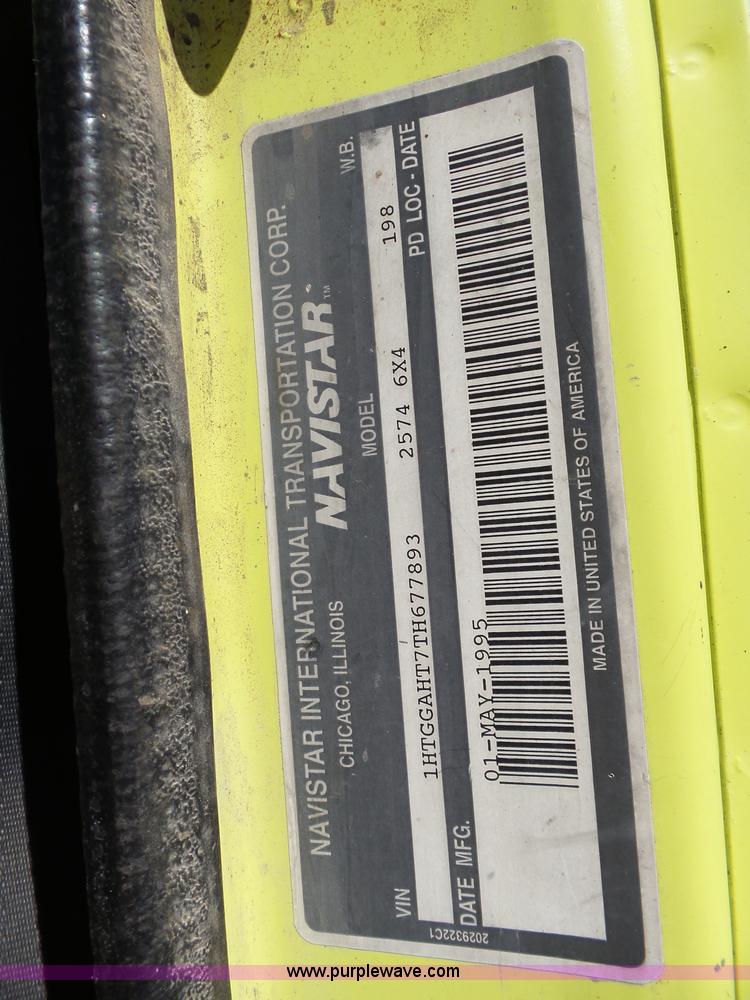 NAVISTAR INTERNATIONAL TRANSPORTATION CORP.
CHICAGO, ILLINOIS NAVISTAR ™
VIN MODEL W.B.
1HTGGAHT7TH677893 2574 6X4 198
DATE MFG. PD LOC - DATE
01-MAY-1995
MADE IN UNITED STATES OF AMERICA
2029322C1
www.purplewave.com